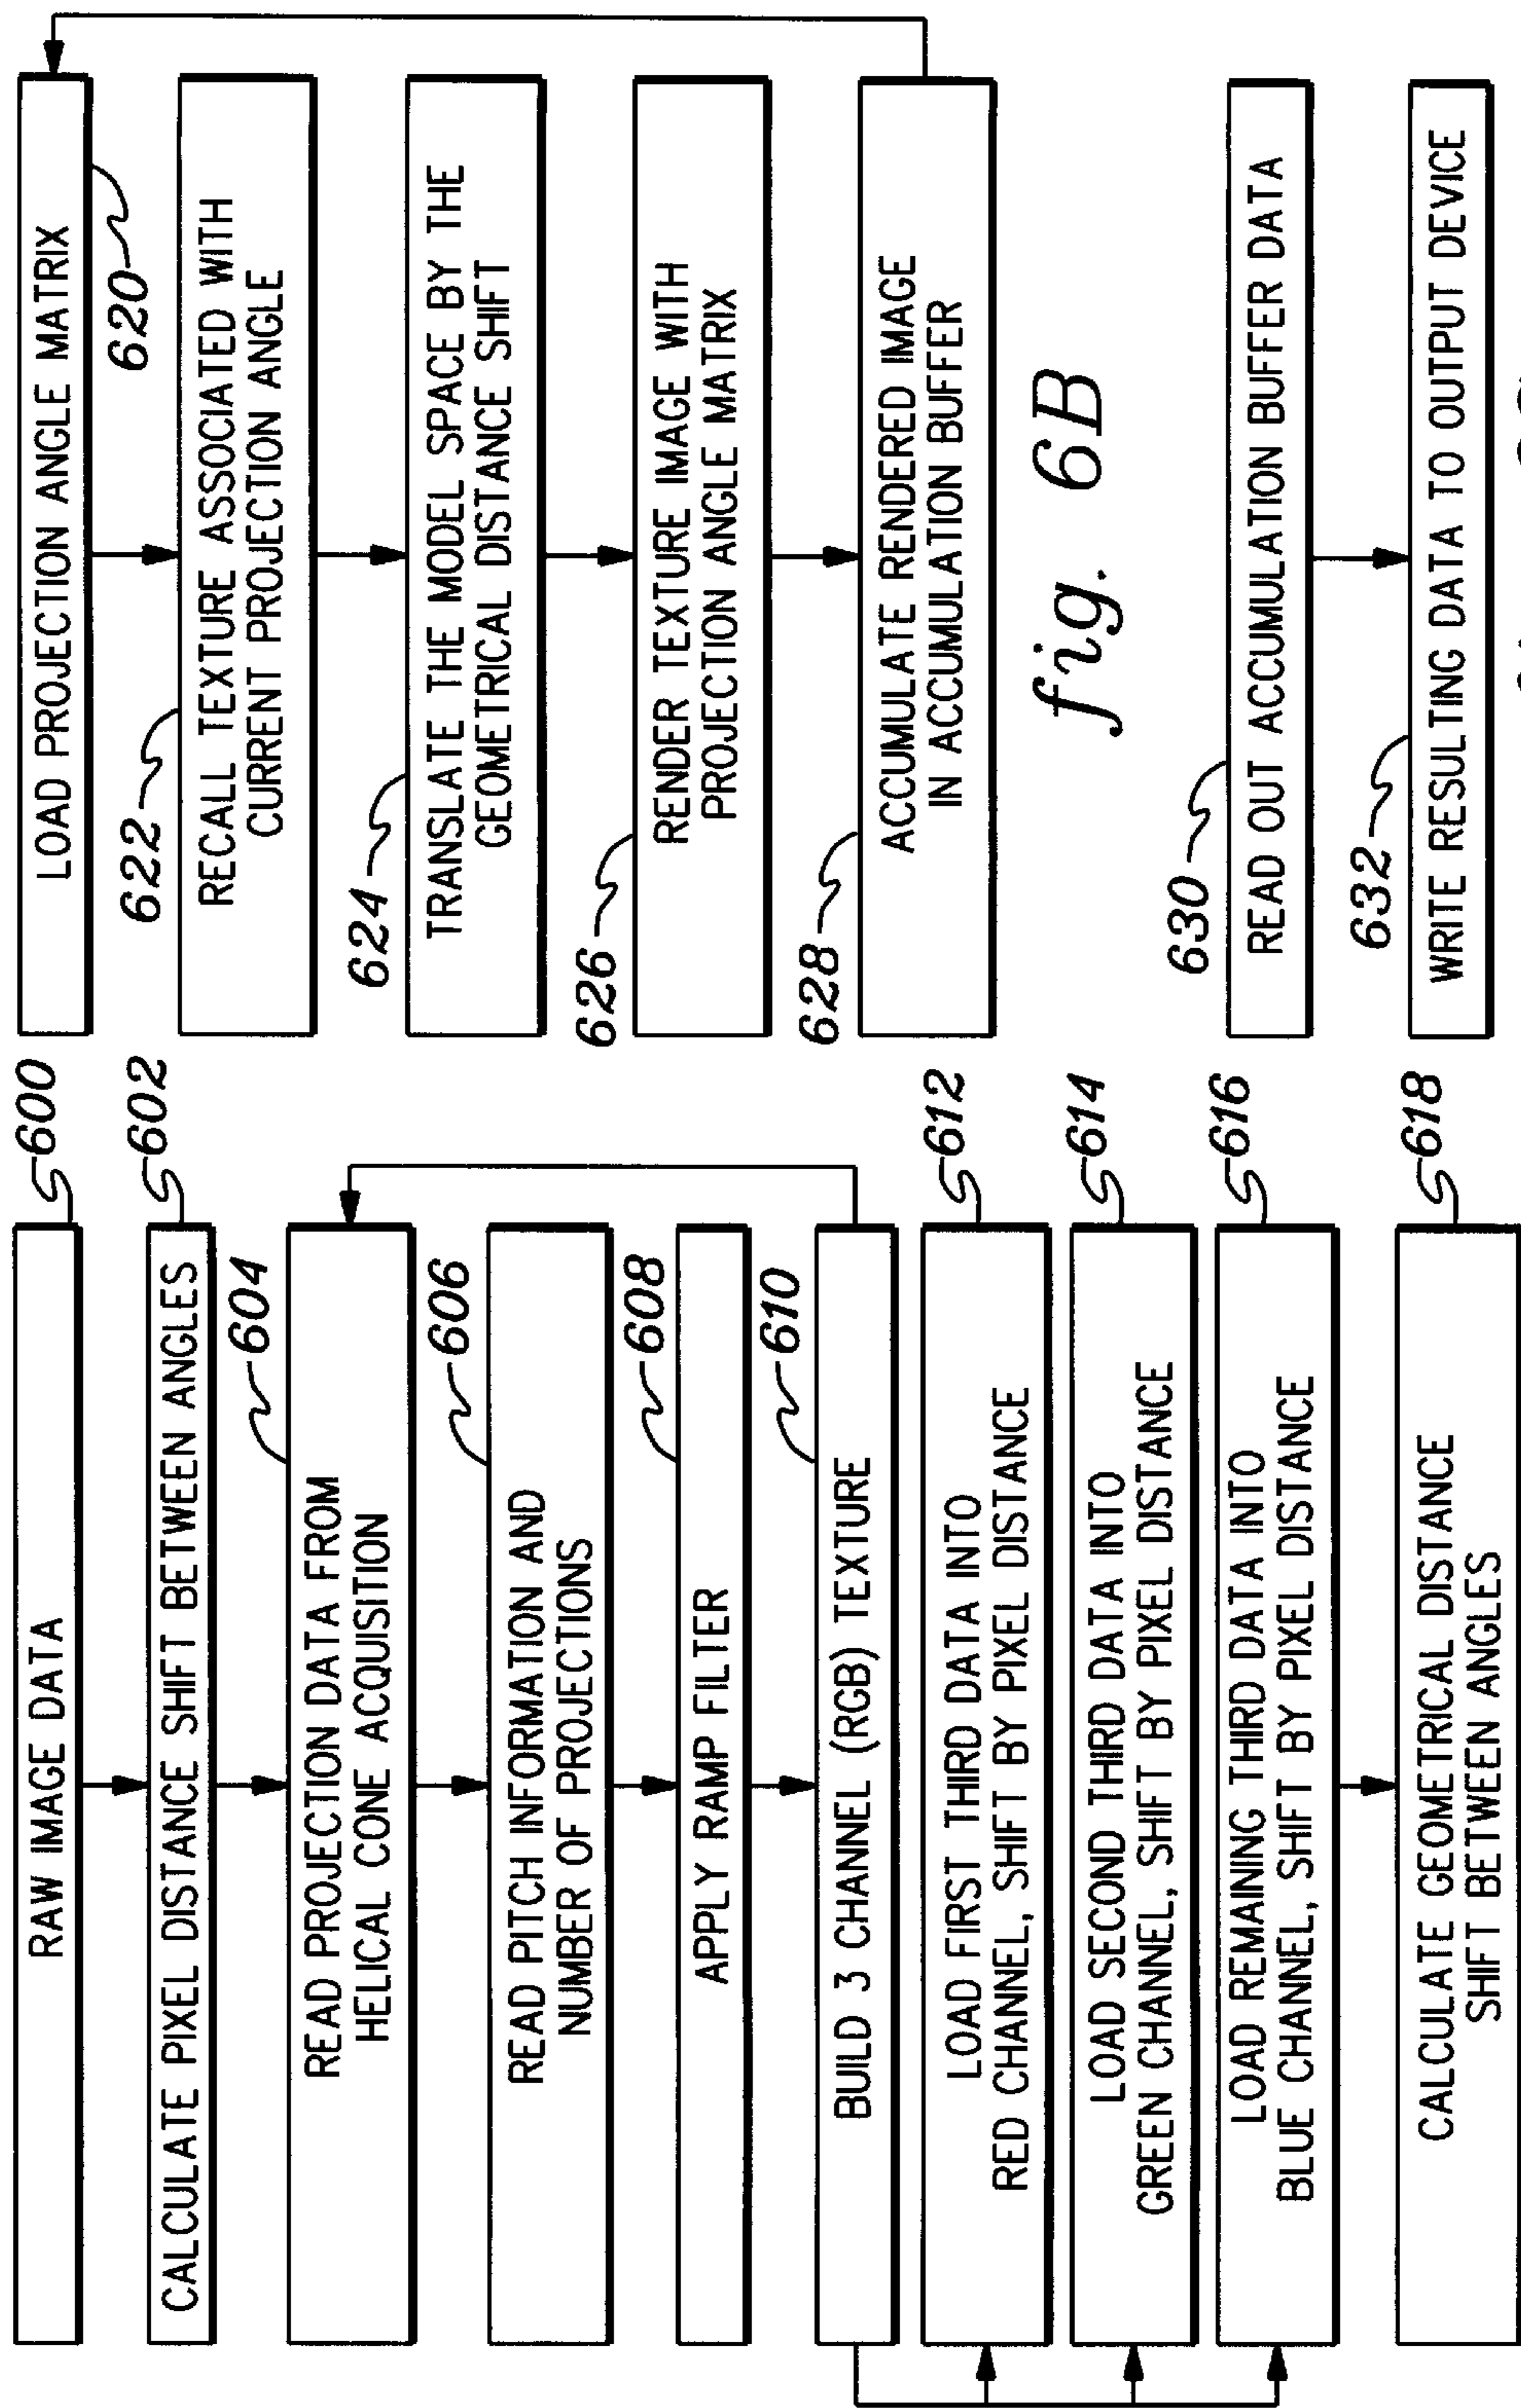 RAW IMAGE DATA
600
CALCULATE PIXEL DISTANCE SHIFT BETWEEN ANGLES
602
604
READ PROJECTION DATA FROM
HELICAL CONE ACQUISITION
606
READ PITCH INFORMATION AND
NUMBER OF PROJECTIONS
608
APPLY RAMP FILTER
610
BUILD 3 CHANNEL (RGB) TEXTURE
612
LOAD FIRST THIRD DATA INTO
RED CHANNEL, SHIFT BY PIXEL DISTANCE
614
LOAD SECOND THIRD DATA INTO
GREEN CHANNEL, SHIFT BY PIXEL DISTANCE
616
LOAD REMAINING THIRD DATA INTO
BLUE CHANNEL, SHIFT BY PIXEL DISTANCE
618
CALCULATE GEOMETRICAL DISTANCE
SHIFT BETWEEN ANGLES
LOAD PROJECTION ANGLE MATRIX
620
622
RECALL TEXTURE ASSOCIATED WITH
CURRENT PROJECTION ANGLE
624
TRANSLATE THE MODEL SPACE BY THE
GEOMETRICAL DISTANCE SHIFT
626
RENDER TEXTURE IMAGE WITH
PROJECTION ANGLE MATRIX
628
ACCUMULATE RENDERED IMAGE
IN ACCUMULATION BUFFER
fig. 6B
630
READ OUT ACCUMULATION BUFFER DATA
632
WRITE RESULTING DATA TO OUTPUT DEVICE